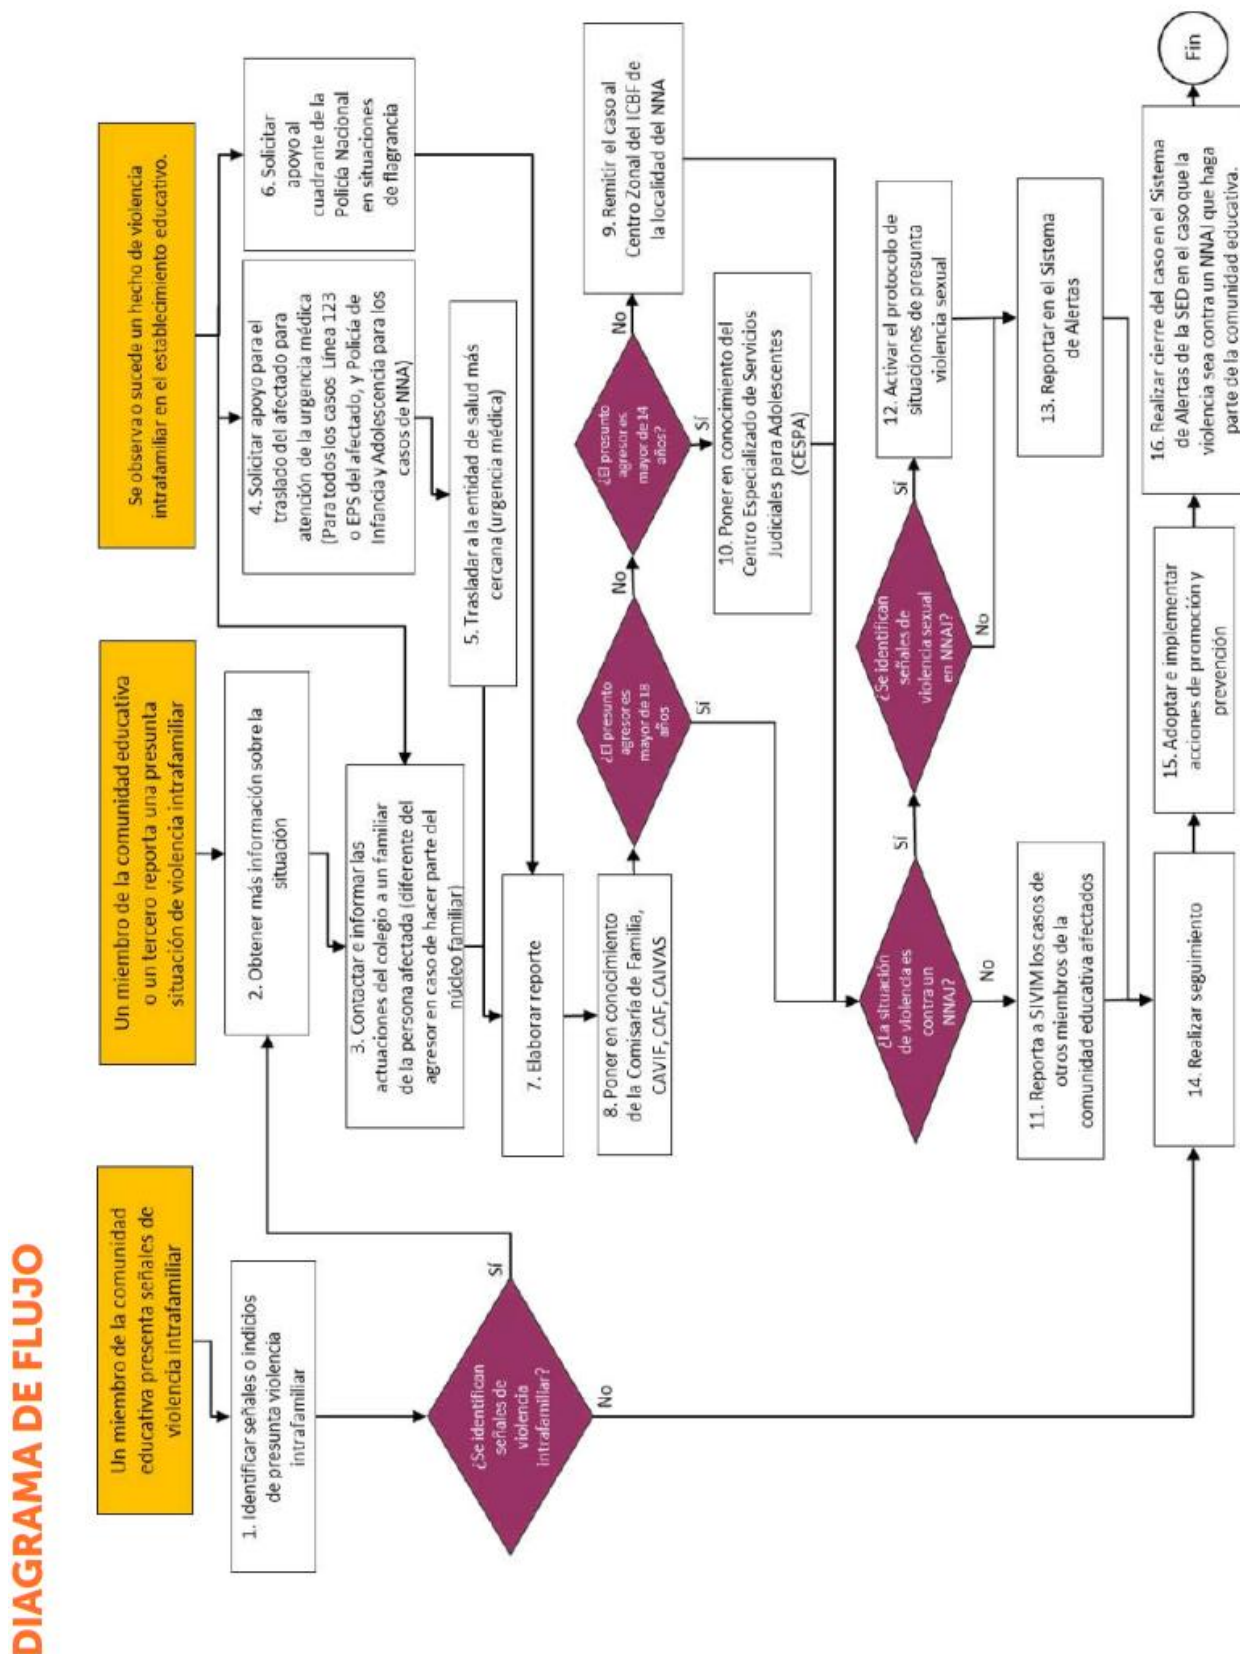 DIAGRAMA DE FLUJO
Un miembro de la comunidad
educativa presenta señales de
violencia intrafamiliar
Un miembro de la comunidad educativa
o un tercero reporta una presunta
situación de violencia intrafamiliar
Se observa o sucede un hecho de violencia
intrafamiliar en el establecimiento educativo.
1. Identificar señales o indicios
de presunta violencia
intrafamiliar
2. Obtener más información sobre la
situación
4. Solicitar apoyo para el
traslado del afectado para
atención de la urgencia médica
(Para todos los casos Línea 123
o EPS del afectado, y Policía de
Infancia y Adolescencia para los
casos de NNA)
6. Solicitar
apoyo al
cuadrante de la
Policía Nacional
en situaciones
de flagrancia
3. Contactar e informar las
actuaciones del colegio a un familiar
de la persona afectada (diferente del
agresor en caso de hacer parte del
núcleo familiar)
5. Trasladar a la entidad de salud más
cercana (urgencia médica)
¿Se identifican
señales de
violencia
intrafamiliar?
Sí
No
7. Elaborar reporte
8. Poner en conocimiento
de la Comisaría de Familia,
CAVIF, CAF, CAIVAS
¿El presunto
agresor es
mayor de 18
años
No
Sí
¿El presunto
agresor es
mayor de 14
años?
No
Sí
9. Remitir el caso al
Centro Zonal del ICBF de
la localidad del NNA
10. Poner en conocimiento del
Centro Especializado de Servicios
Judiciales para Adolescentes
(CESPA)
¿La situación
de violencia es
contra un
NNAJ?
Sí
No
¿Se identifican
señales de
violencia sexual
en NNAJ?
Sí
No
12. Activar el protocolo de
situaciones de presunta
violencia sexual
11. Reporta a SIVIM los casos de
otros miembros de la
comunidad educativa afectados
13. Reportar en el Sistema
de Alertas
14. Realizar seguimiento
15. Adoptar e implementar
acciones de promoción y
prevención
16. Realizar cierre del caso en el Sistema
de Alertas de la SED en el caso que la
violencia sea contra un NNAJ que haga
parte de la comunidad educativa.
Fin